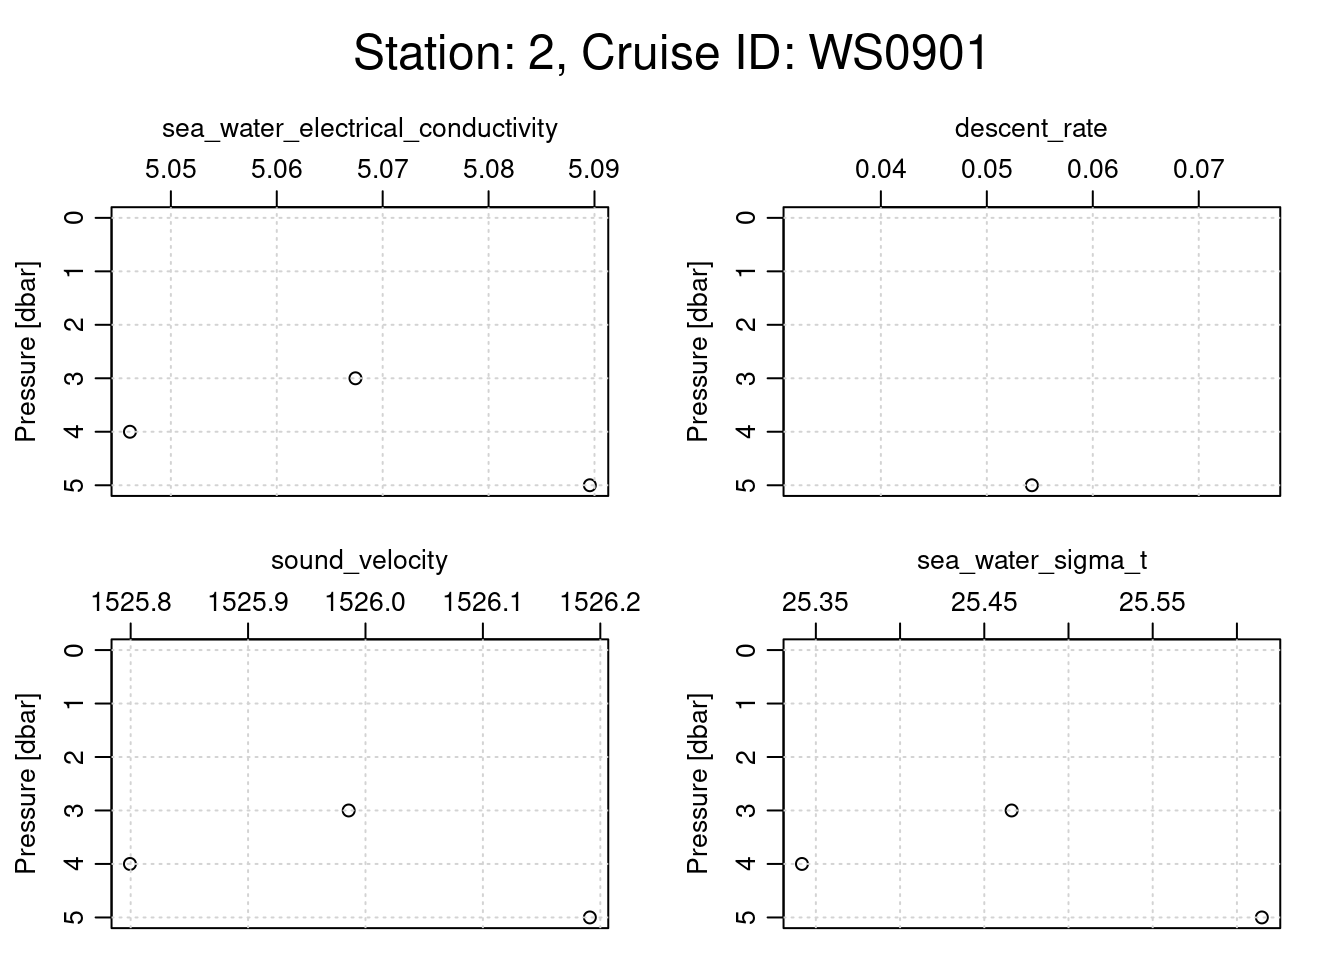 Station: 2, Cruise ID: WS0901
sea_water_electrical_conductivity
5.05 5.06 5.07 5.08 5.09
Pressure [dbar]
0
1
2
3
4
5
descent_rate
0.04 0.05 0.06 0.07
Pressure [dbar]
0
1
2
3
4
5
sound_velocity
1525.8 1525.9 1526.0 1526.1 1526.2
Pressure [dbar]
0
1
2
3
4
5
sea_water_sigma_t
25.35 25.45 25.55
Pressure [dbar]
0
1
2
3
4
5